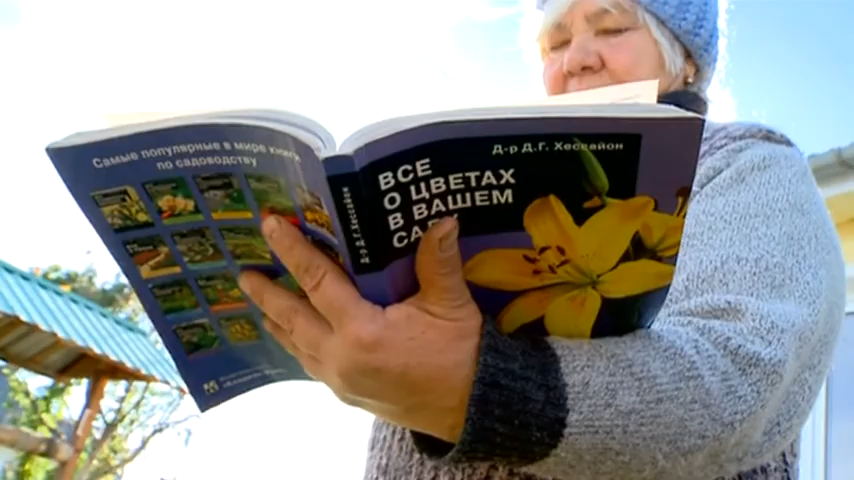 Самые популярные в мире книги
по садоводству
Д-р Д.Г. Хессайон
Д-р Д.Г. Хессайон
ВСЕ
О ЦВЕТАХ
В ВАШЕМ